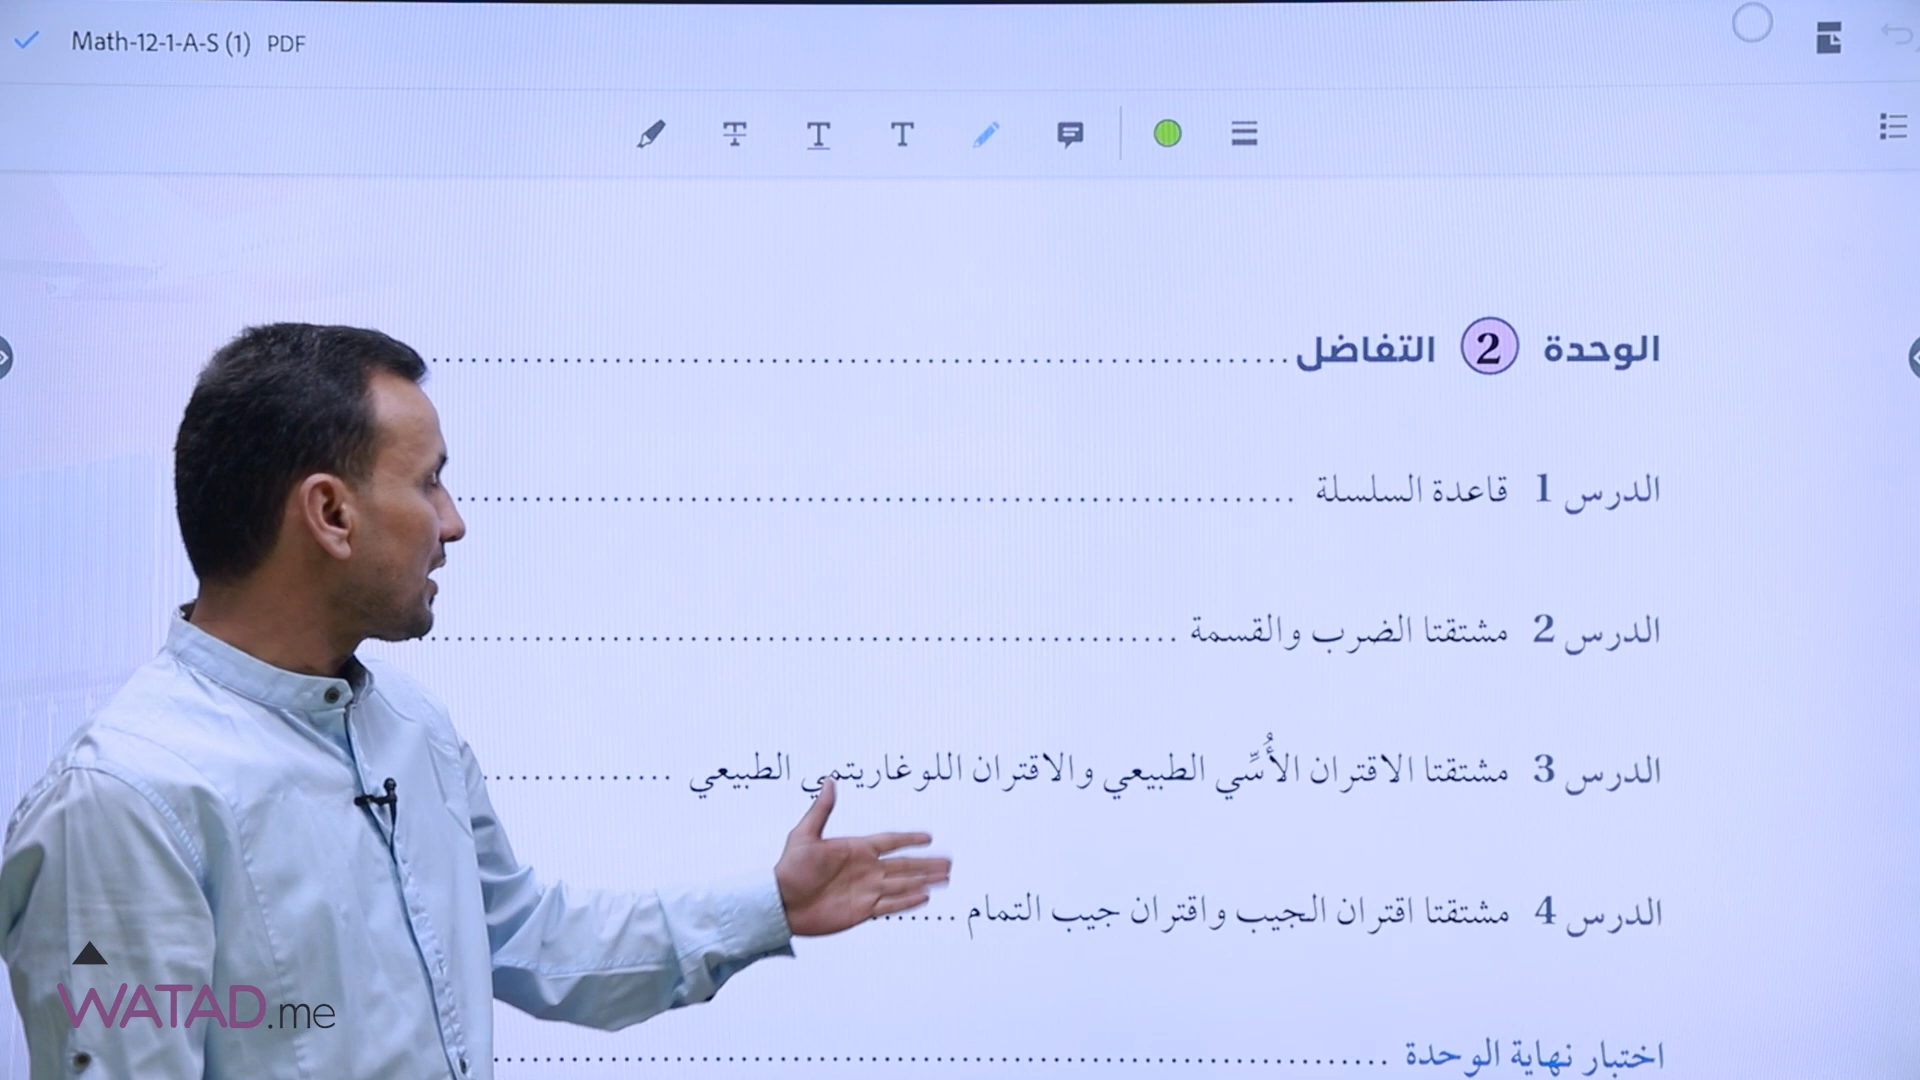 Math-12-1-A-S (1) PDF
الوحدة 2 التفاضل
الدرس 1 قاعدة السلسلة
الدرس 2 مشتقتا الضرب والقسمة
الدرس 3 مشتقتا الاقتران الأُسِّي الطبيعي والاقتران اللوغاريتمي الطبيعي
الدرس 4 مشتقتا اقتران الجيب واقتران جيب التمام
اختبار نهاية الوحدة
WATAD.me